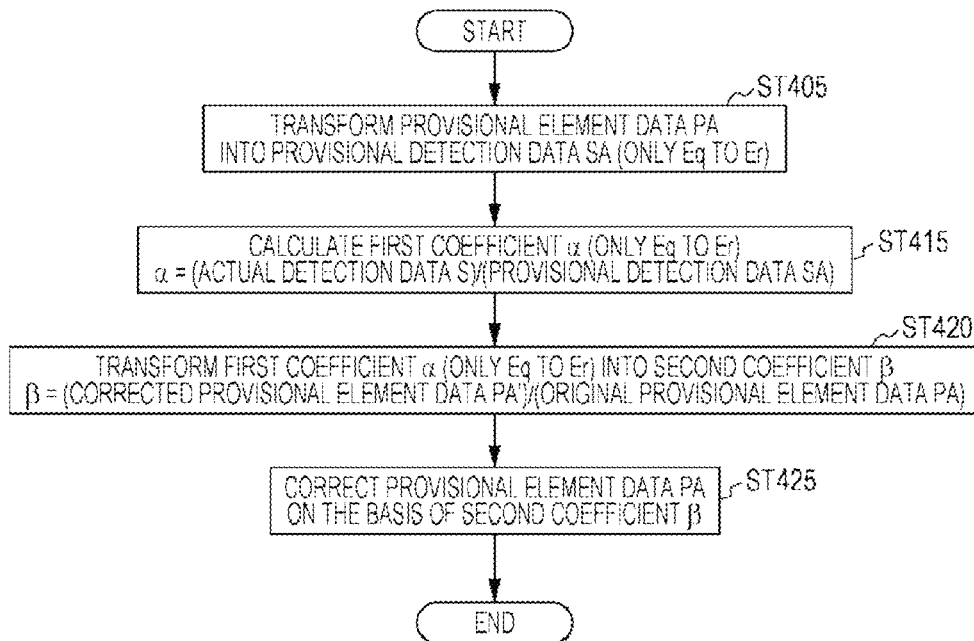 START
ST405
TRANSFORM PROVISIONAL ELEMENT DATA PA
INTO PROVISIONAL DETECTION DATA SA (ONLY Eq TO Er)
ST415
CALCULATE FIRST COEFFICIENT α (ONLY Eq TO Er)
α = (ACTUAL DETECTION DATA S)/(PROVISIONAL DETECTION DATA SA)
ST420
TRANSFORM FIRST COEFFICIENT α (ONLY Eq TO Er) INTO SECOND COEFFICIENT β
β = (CORRECTED PROVISIONAL ELEMENT DATA PA')/(ORIGINAL PROVISIONAL ELEMENT DATA PA)
ST425
CORRECT PROVISIONAL ELEMENT DATA PA
ON THE BASIS OF SECOND COEFFICIENT β
END